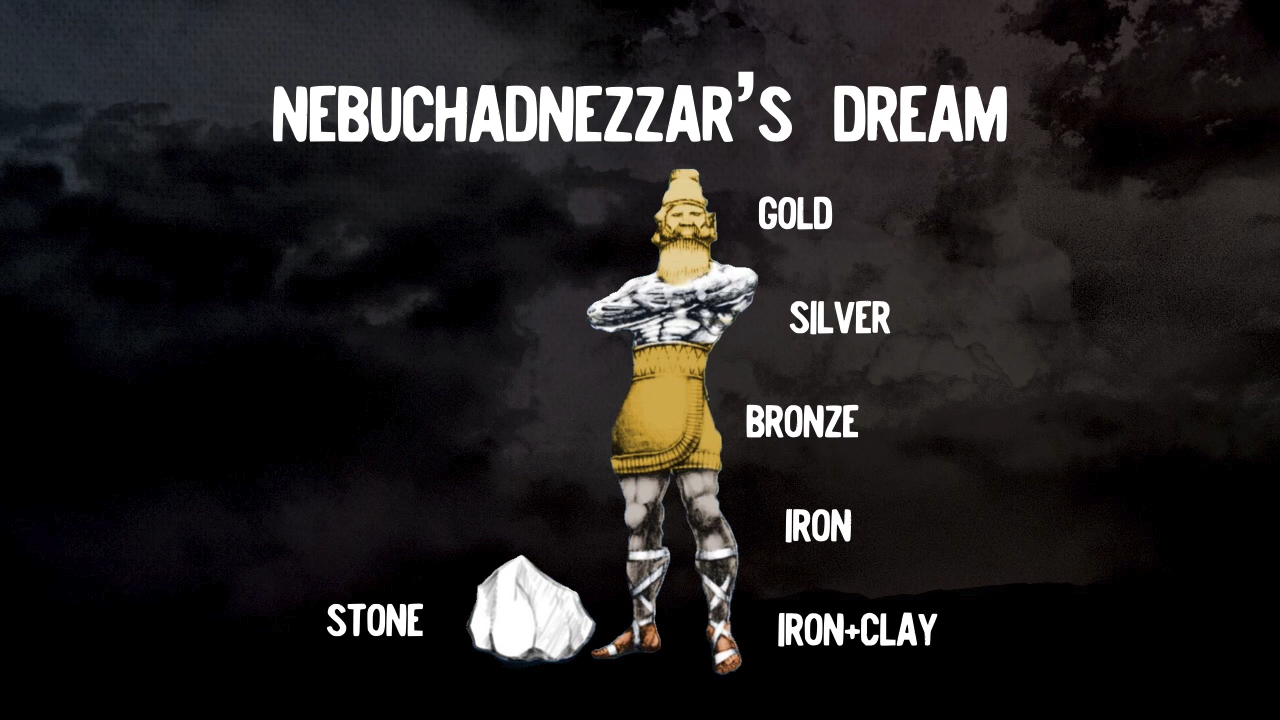 NEBUCHADNEZZAR'S DREAM
GOLD
SILVER
BRONZE
IRON
STONE
IRON+CLAY